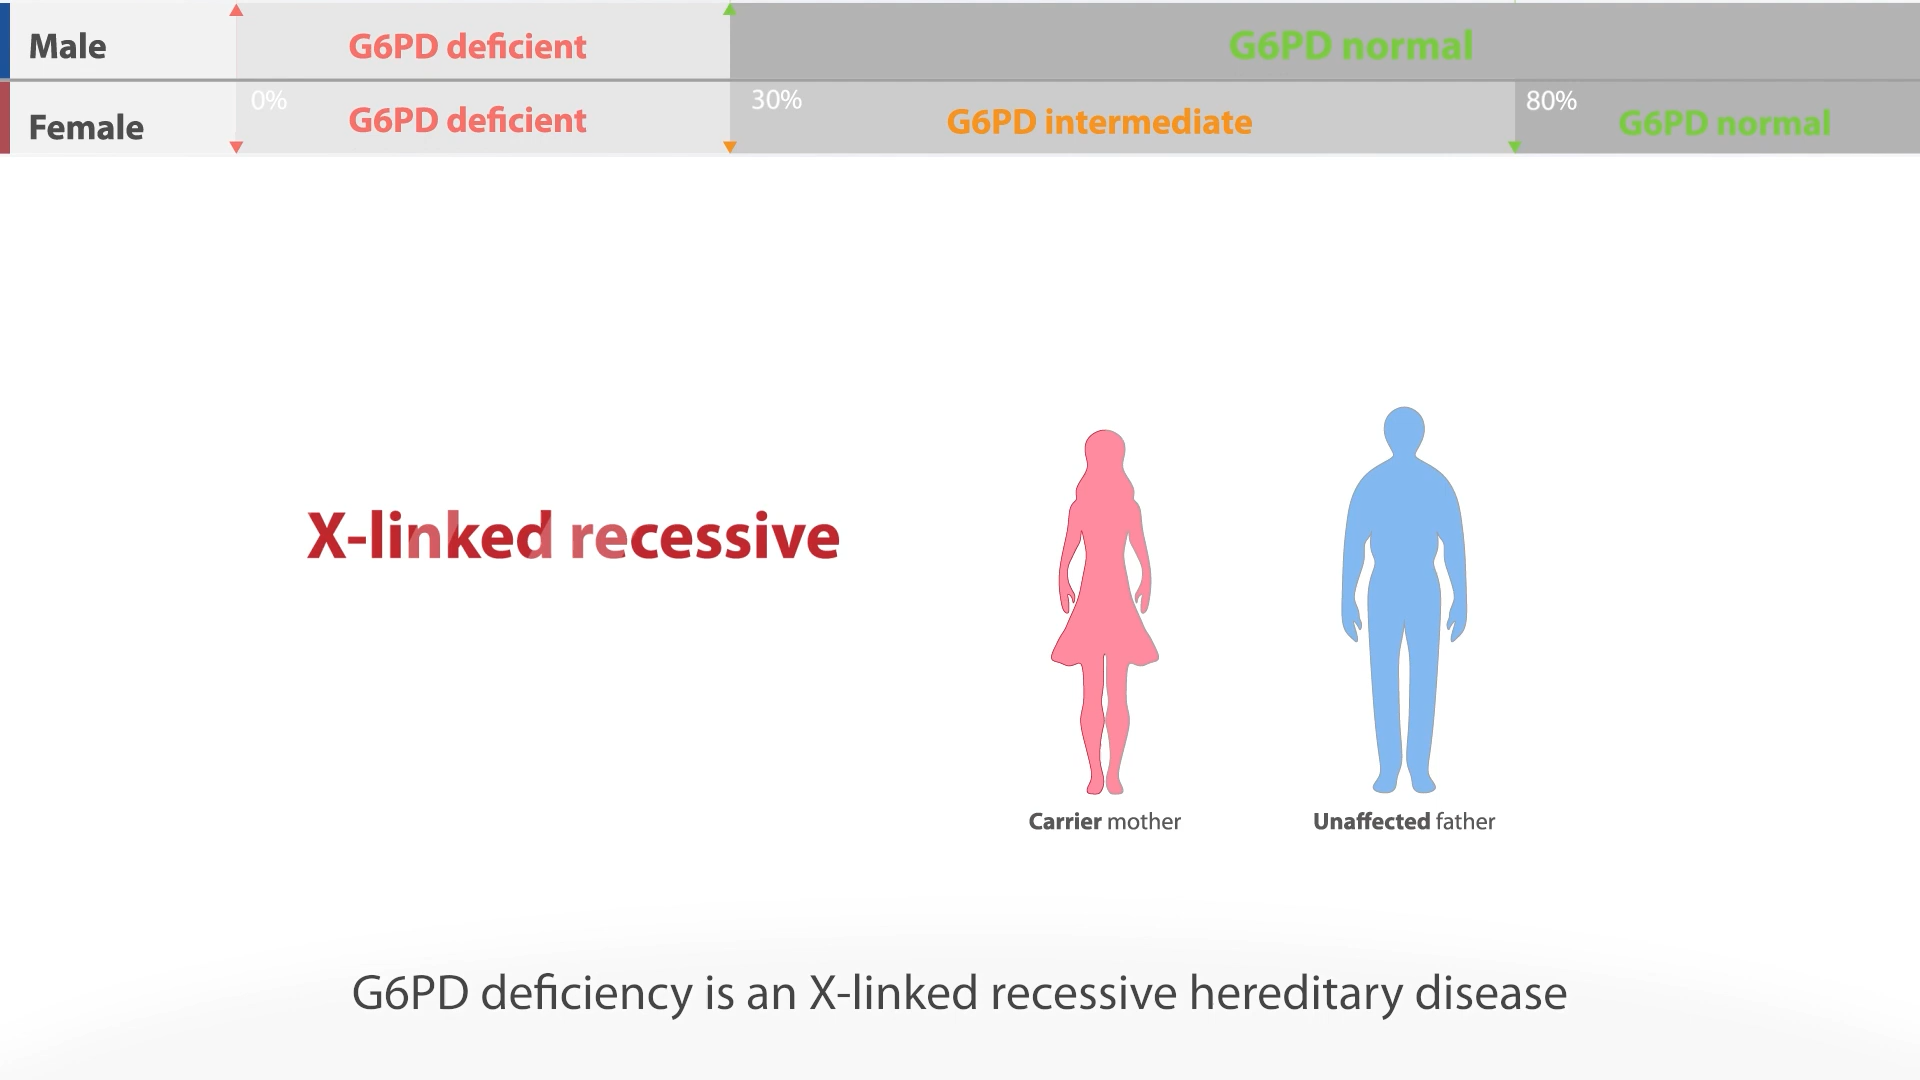 Male G6PD deficient G6PD normal
0% 30% 80%
Female G6PD deficient G6PD intermediate G6PD normal
X-linked recessive
Carrier mother Unaffected father
G6PD deficiency is an X-linked recessive hereditary disease